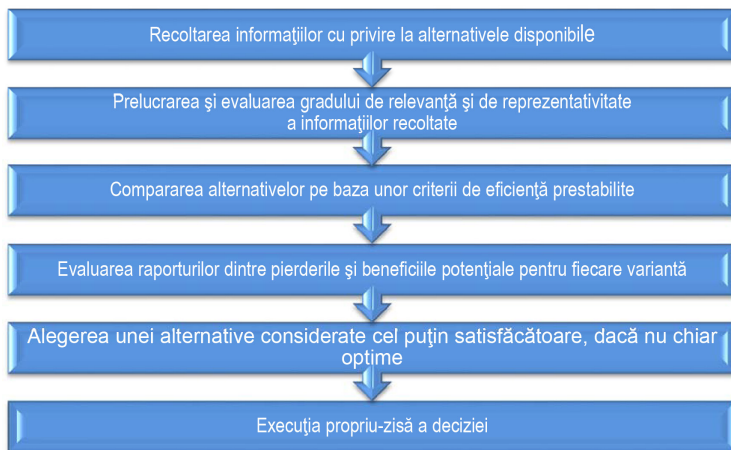 Recoltarea informaţiilor cu privire la alternativele disponibile
Prelucrarea şi evaluarea gradului de relevanţă şi de reprezentativitate
a informaţiilor recoltate
Compararea alternativelor pe baza unor criterii de eficienţă prestabilite
Evaluarea raporturilor dintre pierderile şi beneficiile potenţiale pentru fiecare variantă
Alegerea unei alternative considerate cel puţin satisfăcătoare, dacă nu chiar
optime
Execuţia propriu-zisă a deciziei